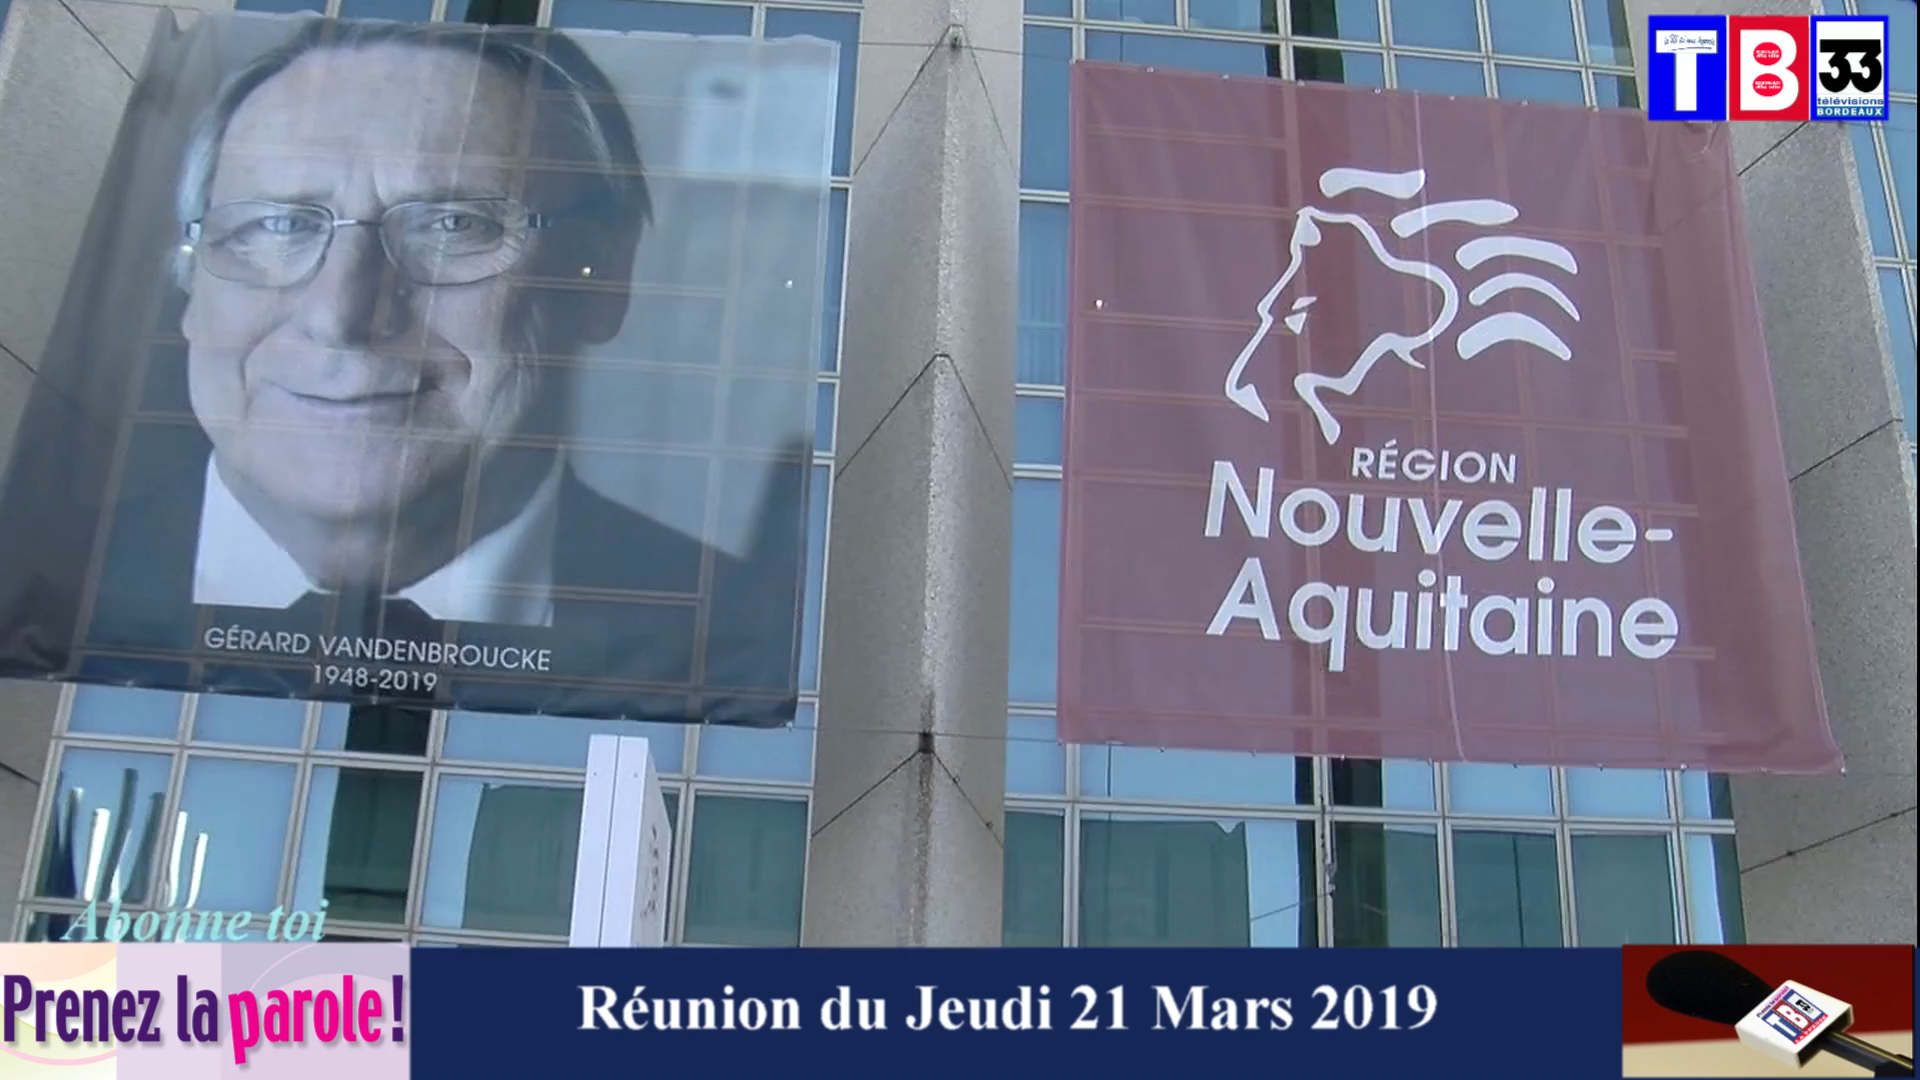 TB 33
télévisions
BORDEAUX
GÉRARD VANDENBROUCKE
1948-2019
RÉGION
Nouvelle-
Aquitaine
Abonne toi
Prenez la parole !
Réunion du Jeudi 21 Mars 2019